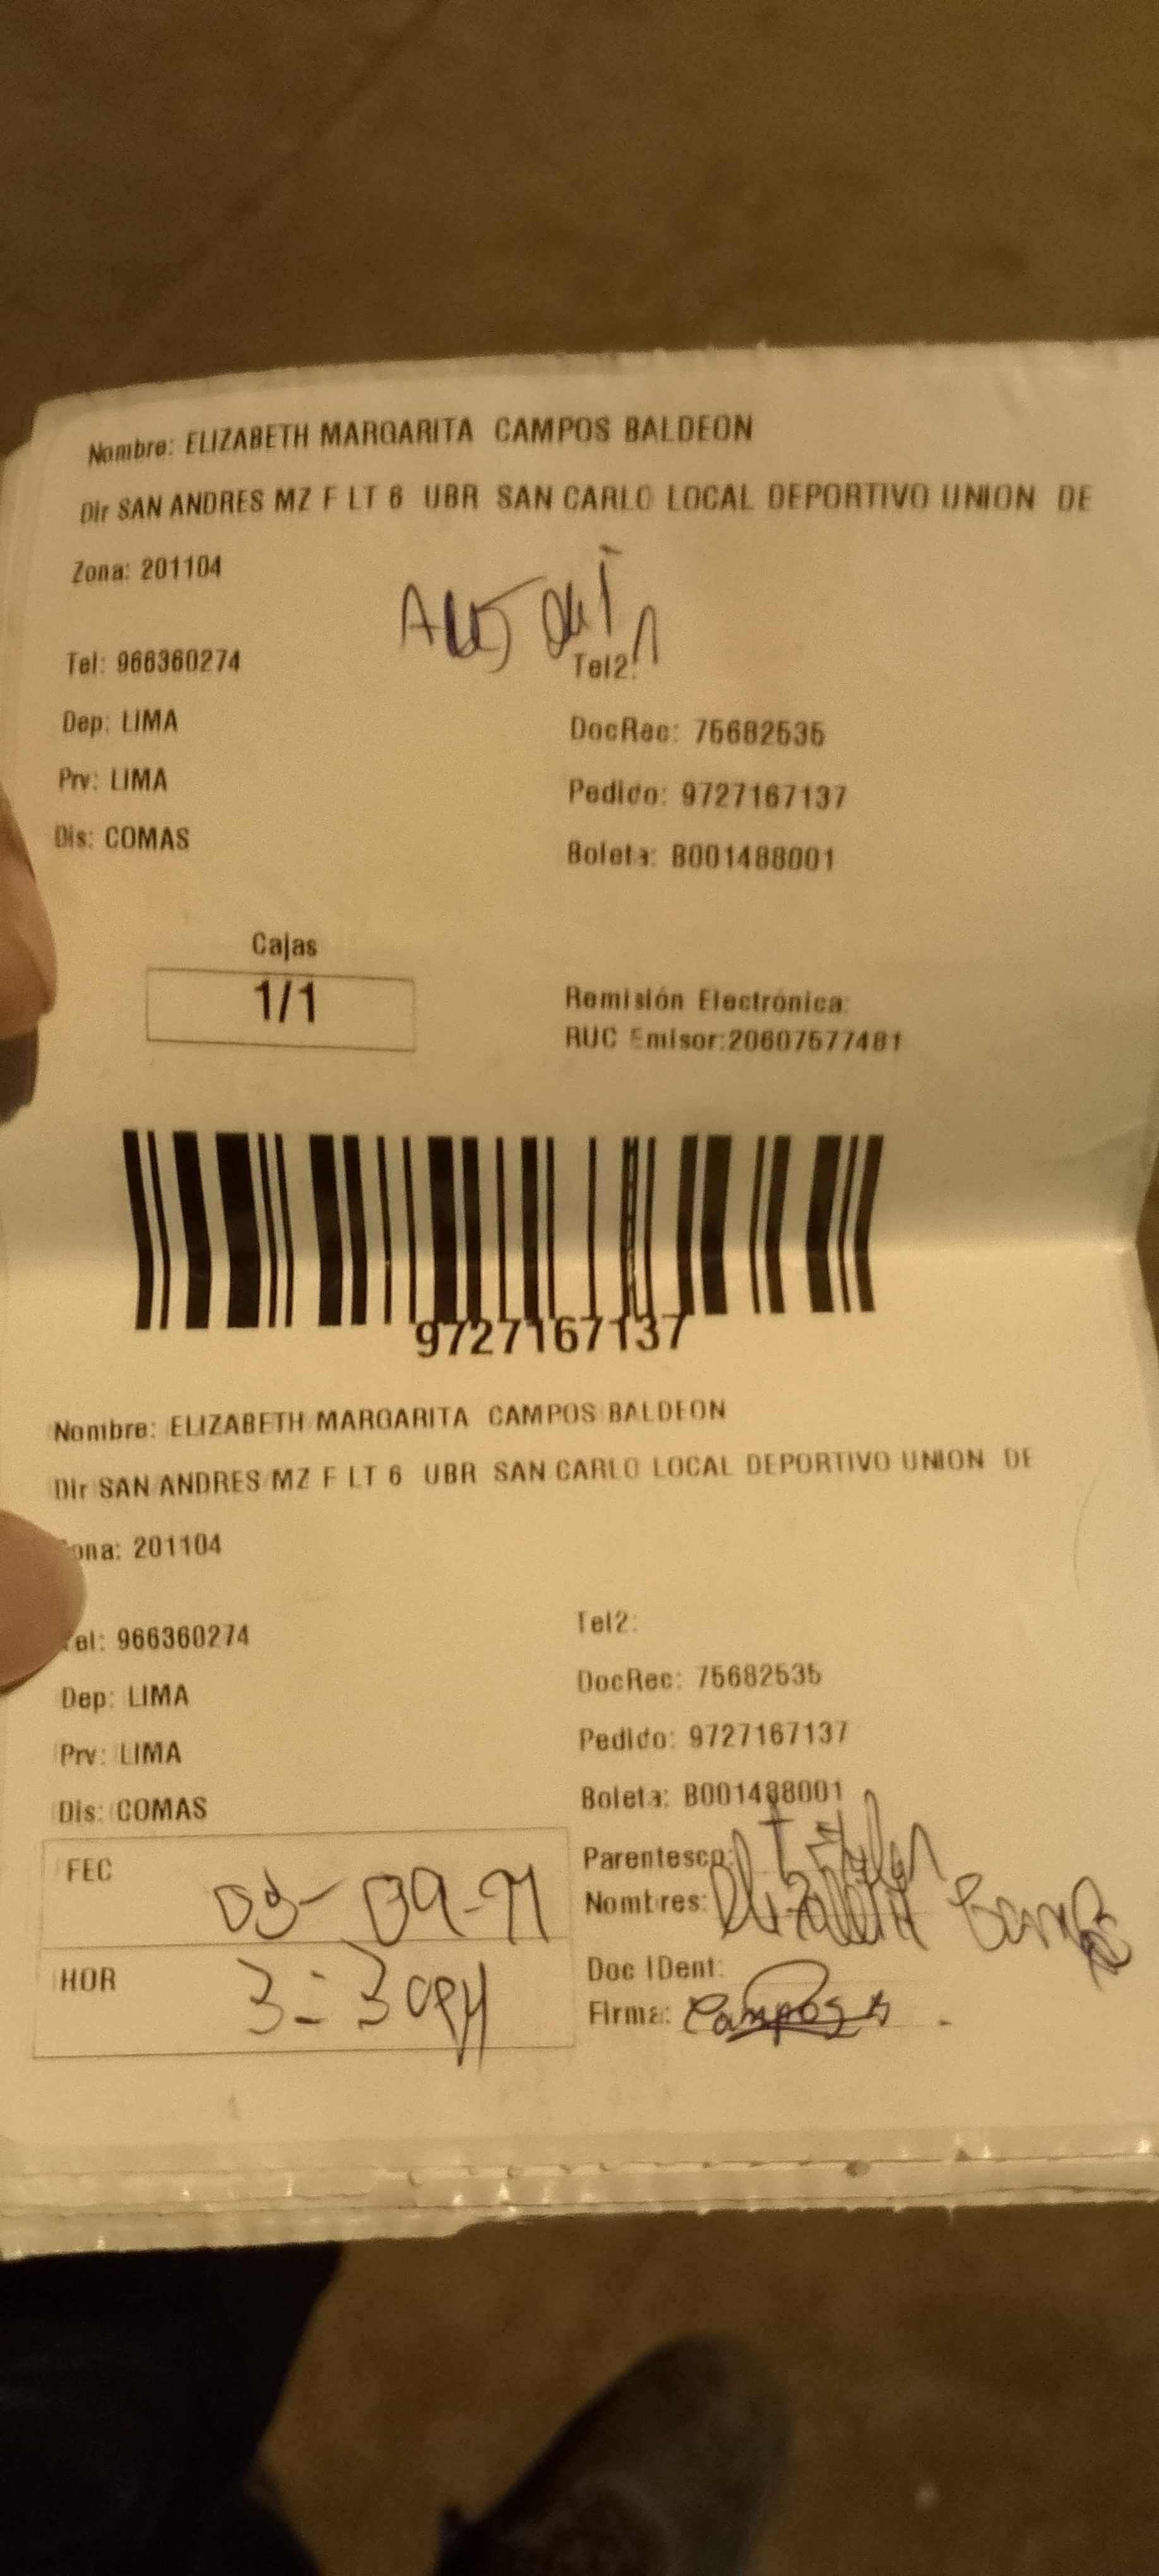 Nombre: ELIZABETH MARGARITA CAMPOS BALDEON
Dir SAN ANDRES MZ F LT 6 UBR SAN CARLO LOCAL DEPORTIVO UNION DE
Zona: 201104
Tel: 966360274
Tel2:
Dep: LIMA
DocRec: 75682535
Prv: LIMA
Pedido: 9727167137
Dis: COMAS
Boleta: B001488001
Cajas
1/1
Remisión Electrónica:
RUC Emisor:20607577481
9727167137
Nombre: ELIZABETH MARGARITA CAMPOS BALDEON
Dir SAN ANDRES MZ F LT 6 UBR SAN CARLO LOCAL DEPORTIVO UNION DE
ona: 201104
Tel: 966360274
Tel2:
Dep: LIMA
DocRec: 75682535
Prv: LIMA
Pedido: 9727167137
Dis: COMAS
Boleta: B001488001
FEC
Parentesco:
Nombres: Elizabeth Campos
HOR
Doc IDent:
Firma: Campos